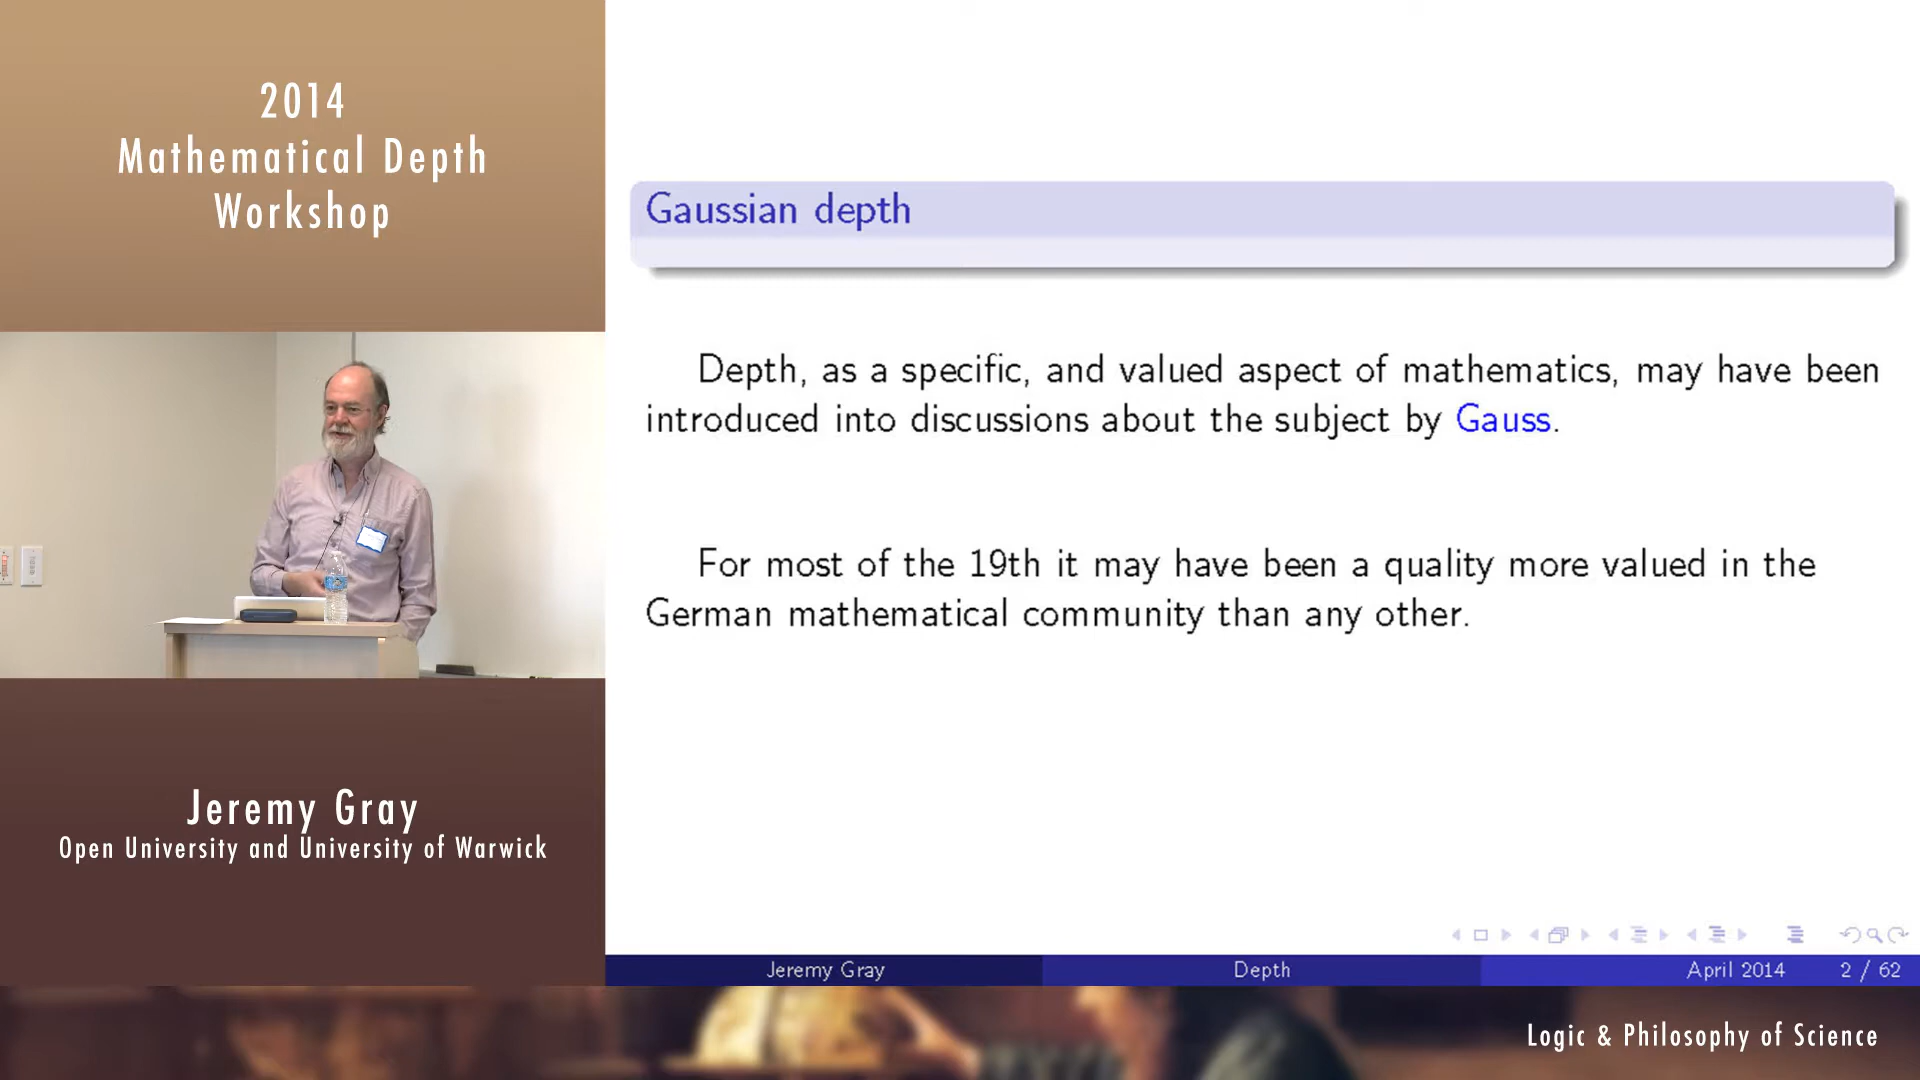 2014
Mathematical Depth
Workshop
Jeremy Gray
Open University and University of Warwick
Gaussian depth
Depth, as a specific, and valued aspect of mathematics, may have been
introduced into discussions about the subject by Gauss.
For most of the 19th it may have been a quality more valued in the
German mathematical community than any other.
Jeremy Gray Depth April 2014 2 / 62
Logic & Philosophy of Science